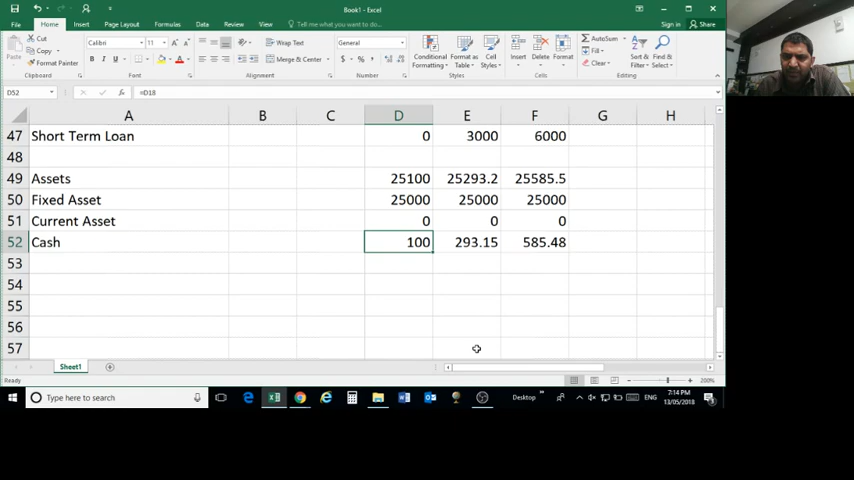 Book1 - Excel
Sign in Share
File Home Insert Page Layout Formulas Data Review View Tell me what you want to do
Cut
Copy
Format Painter
Paste
Clipboard
Calibri 11
B I U
Font
Wrap Text
Merge & Center
Alignment
General
$ % ,
Number
Conditional Formatting
Format as Table
Cell Styles
Styles
Insert Delete Format
Cells
AutoSum
Fill
Clear
Sort & Filter
Find & Select
Editing
D52 fx =D18
A B C D E F G H
47 Short Term Loan 0 3000 6000
48
49 Assets 25100 25293.2 25585.5
50 Fixed Asset 25000 25000 25000
51 Current Asset 0 0 0
52 Cash 100 293.15 585.48
53
54
55
56
57
Sheet1
Ready 200%
Type here to search
Desktop
ENG
7:14 PM
13/05/2018